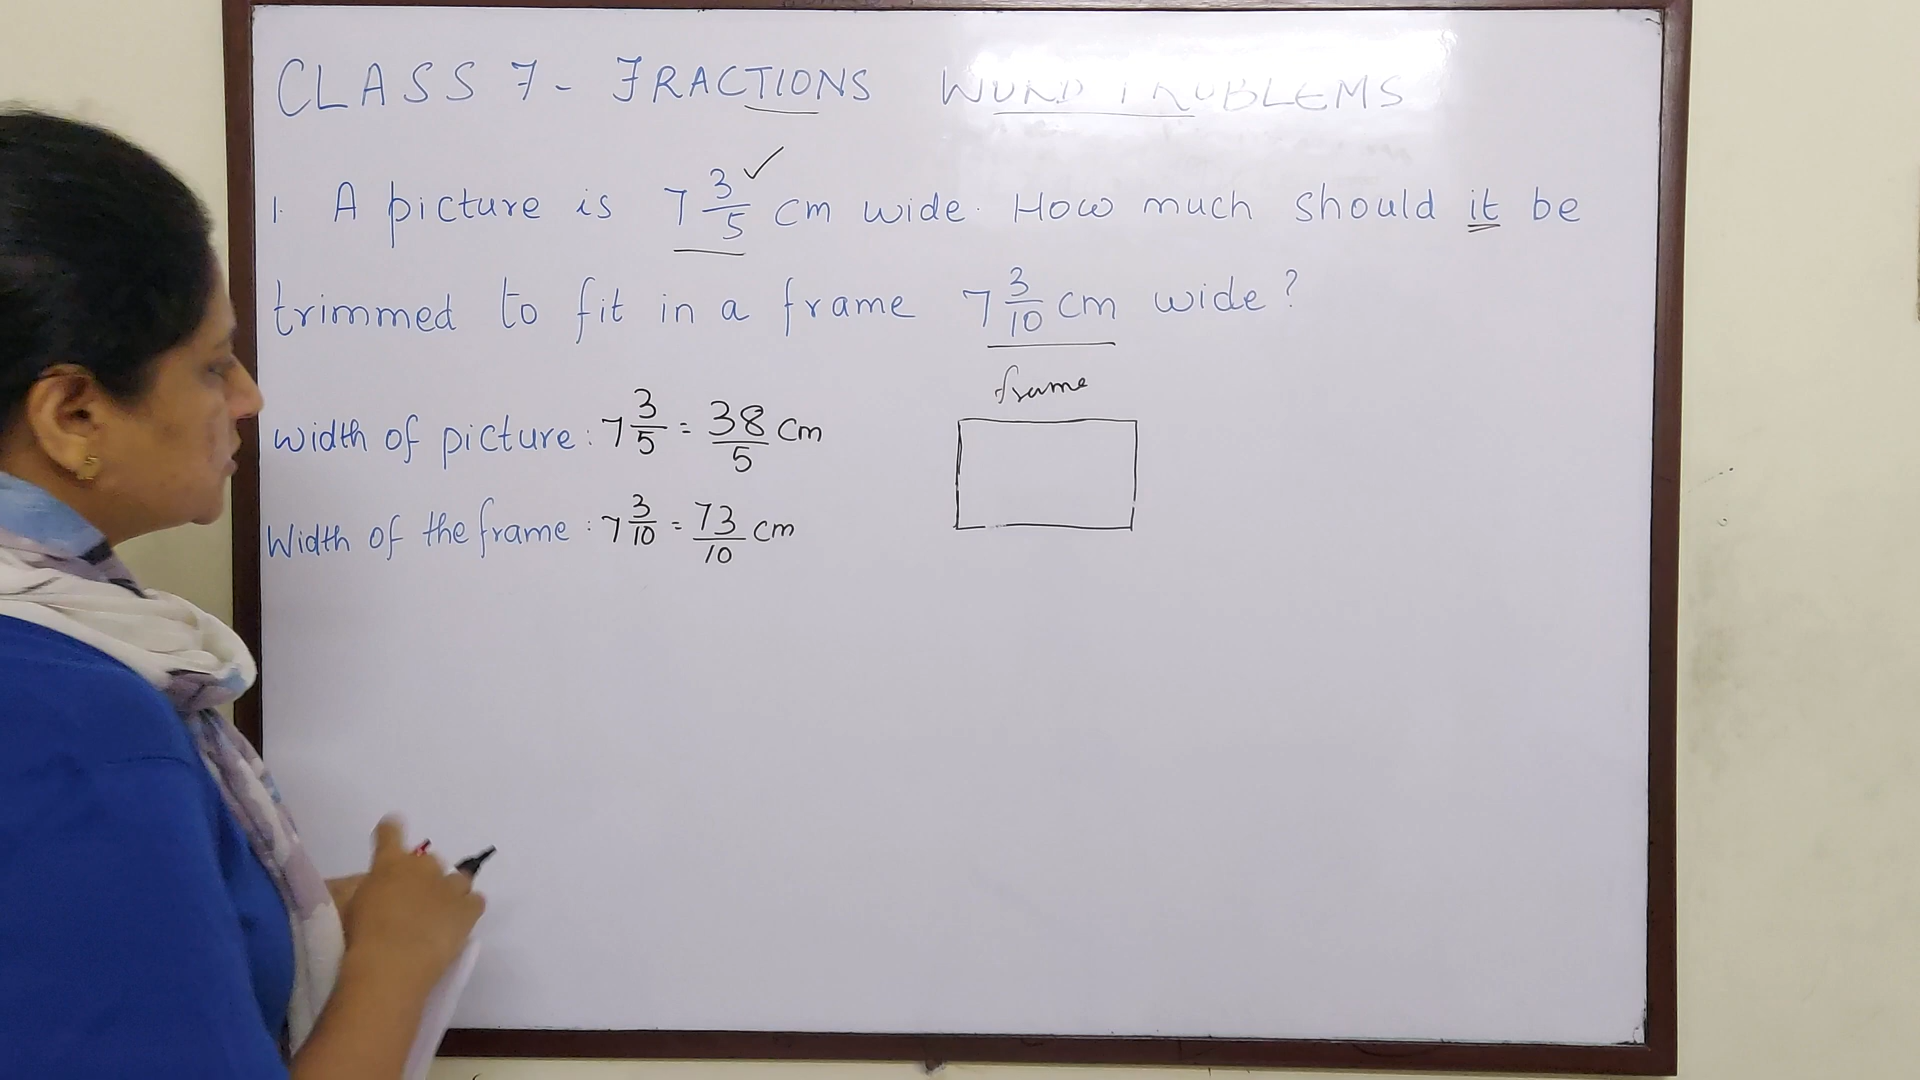 CLASS 7 - FRACTIONS WORD PROBLEMS
1. A picture is 7 3/5 ✓ cm wide. How much should it be
trimmed to fit in a frame 7 3/10 cm wide?
frame
Width of picture : 7 3/5 = 38/5 cm
Width of the frame : 7 3/10 = 73/10 cm